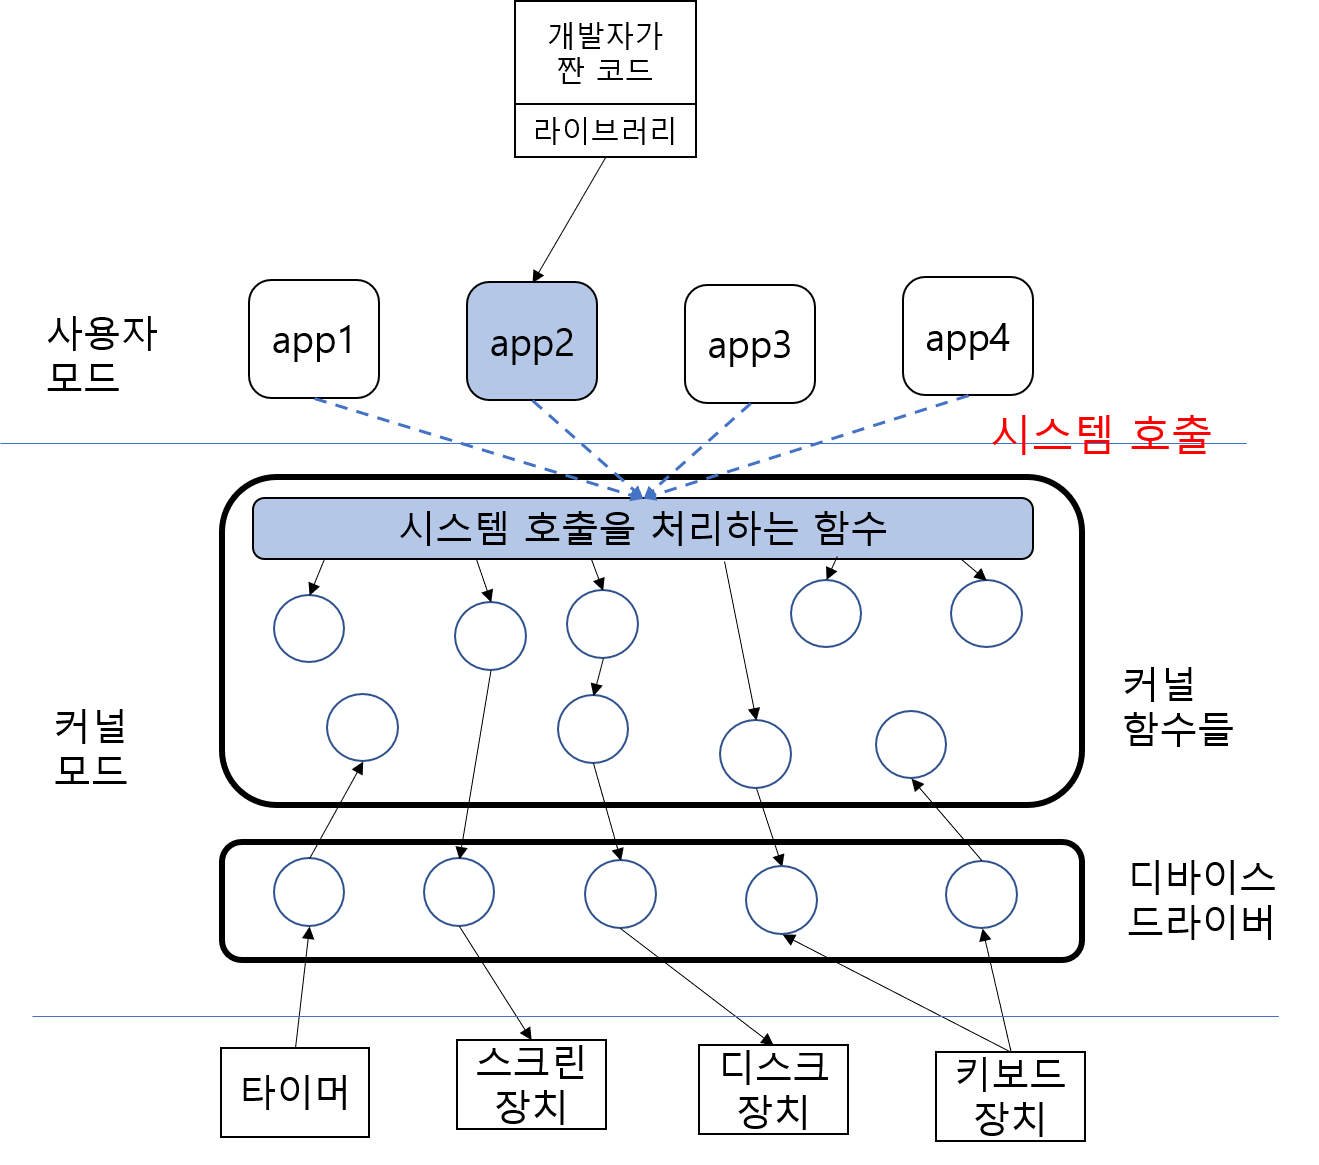 개발자가
짠 코드
라이브러리
app1
app2
app3
app4
사용자
모드
시스템 호출
시스템 호출을 처리하는 함수
커널
함수들
커널
모드
디바이스
드라이버
타이머
스크린
장치
디스크
장치
키보드
장치